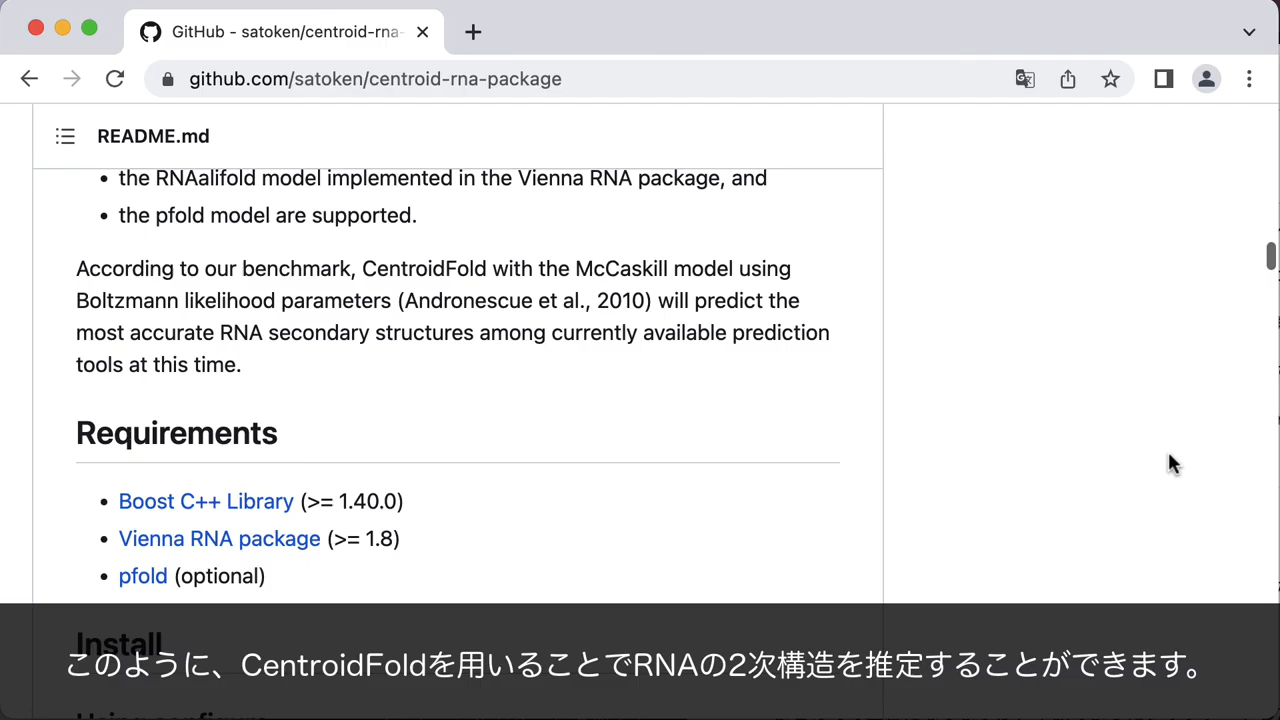 GitHub - satoken/centroid-rna-
github.com/satoken/centroid-rna-package
README.md
• the RNAalifold model implemented in the Vienna RNA package, and
• the pfold model are supported.
According to our benchmark, CentroidFold with the McCaskill model using
Boltzmann likelihood parameters (Andronescue et al., 2010) will predict the
most accurate RNA secondary structures among currently available prediction
tools at this time.
Requirements
• Boost C++ Library (>= 1.40.0)
• Vienna RNA package (>= 1.8)
• pfold (optional)
Install
このように、CentroidFoldを用いることでRNAの2次構造を推定することができます。